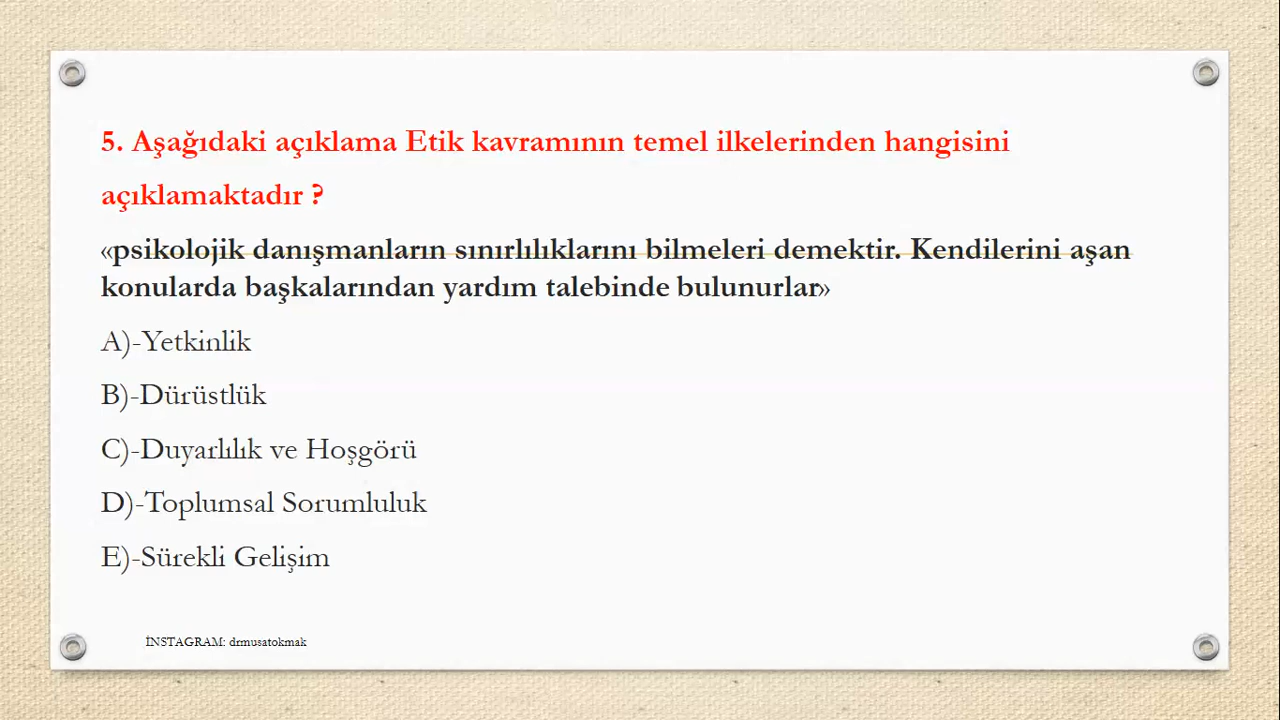 5. Aşağıdaki açıklama Etik kavramının temel ilkelerinden hangisini
açıklamaktadır ?
«psikolojik danışmanların sınırlılıklarını bilmeleri demektir. Kendilerini aşan
konularda başkalarından yardım talebinde bulunurlar»
A)-Yetkinlik
B)-Dürüstlük
C)-Duyarlılık ve Hoşgörü
D)-Toplumsal Sorumluluk
E)-Sürekli Gelişim
İNSTAGRAM: drmusatokmak